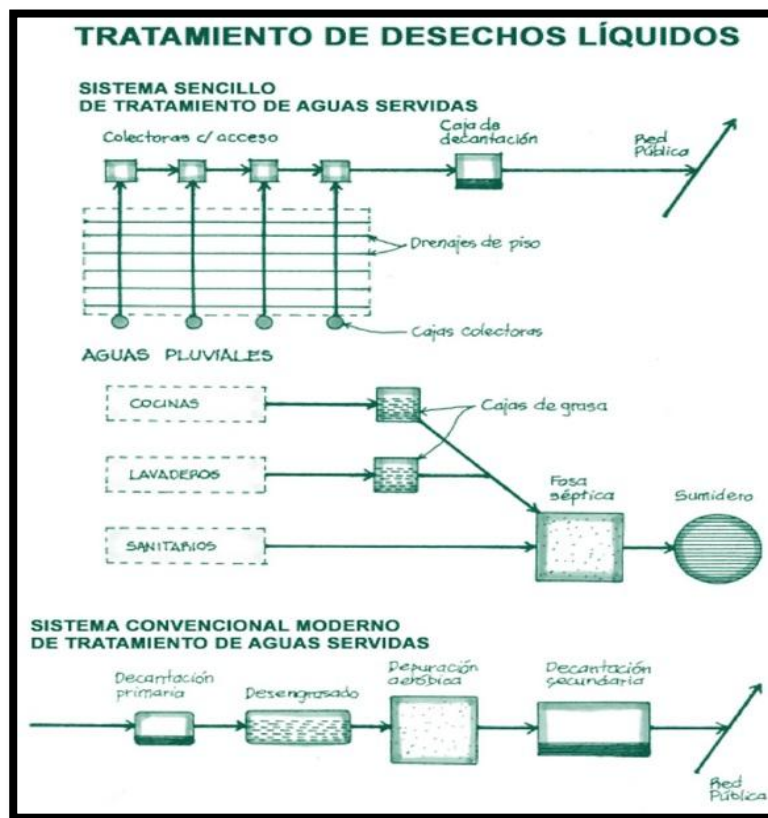 TRATAMIENTO DE DESECHOS LÍQUIDOS
SISTEMA SENCILLO
DE TRATAMIENTO DE AGUAS SERVIDAS
Colectoras c/ acceso
Caja de
decantación
Red
Pública
Drenajes de piso
Cajas colectoras
AGUAS PLUVIALES
COCINAS
Cajas de grasa
LAVADEROS
Fosa
séptica
Sumidero
SANITARIOS
SISTEMA CONVENCIONAL MODERNO
DE TRATAMIENTO DE AGUAS SERVIDAS
Decantación
primaria
Desengrasado
Depuración
aeróbica
Decantación
secundaria
Red
Pública